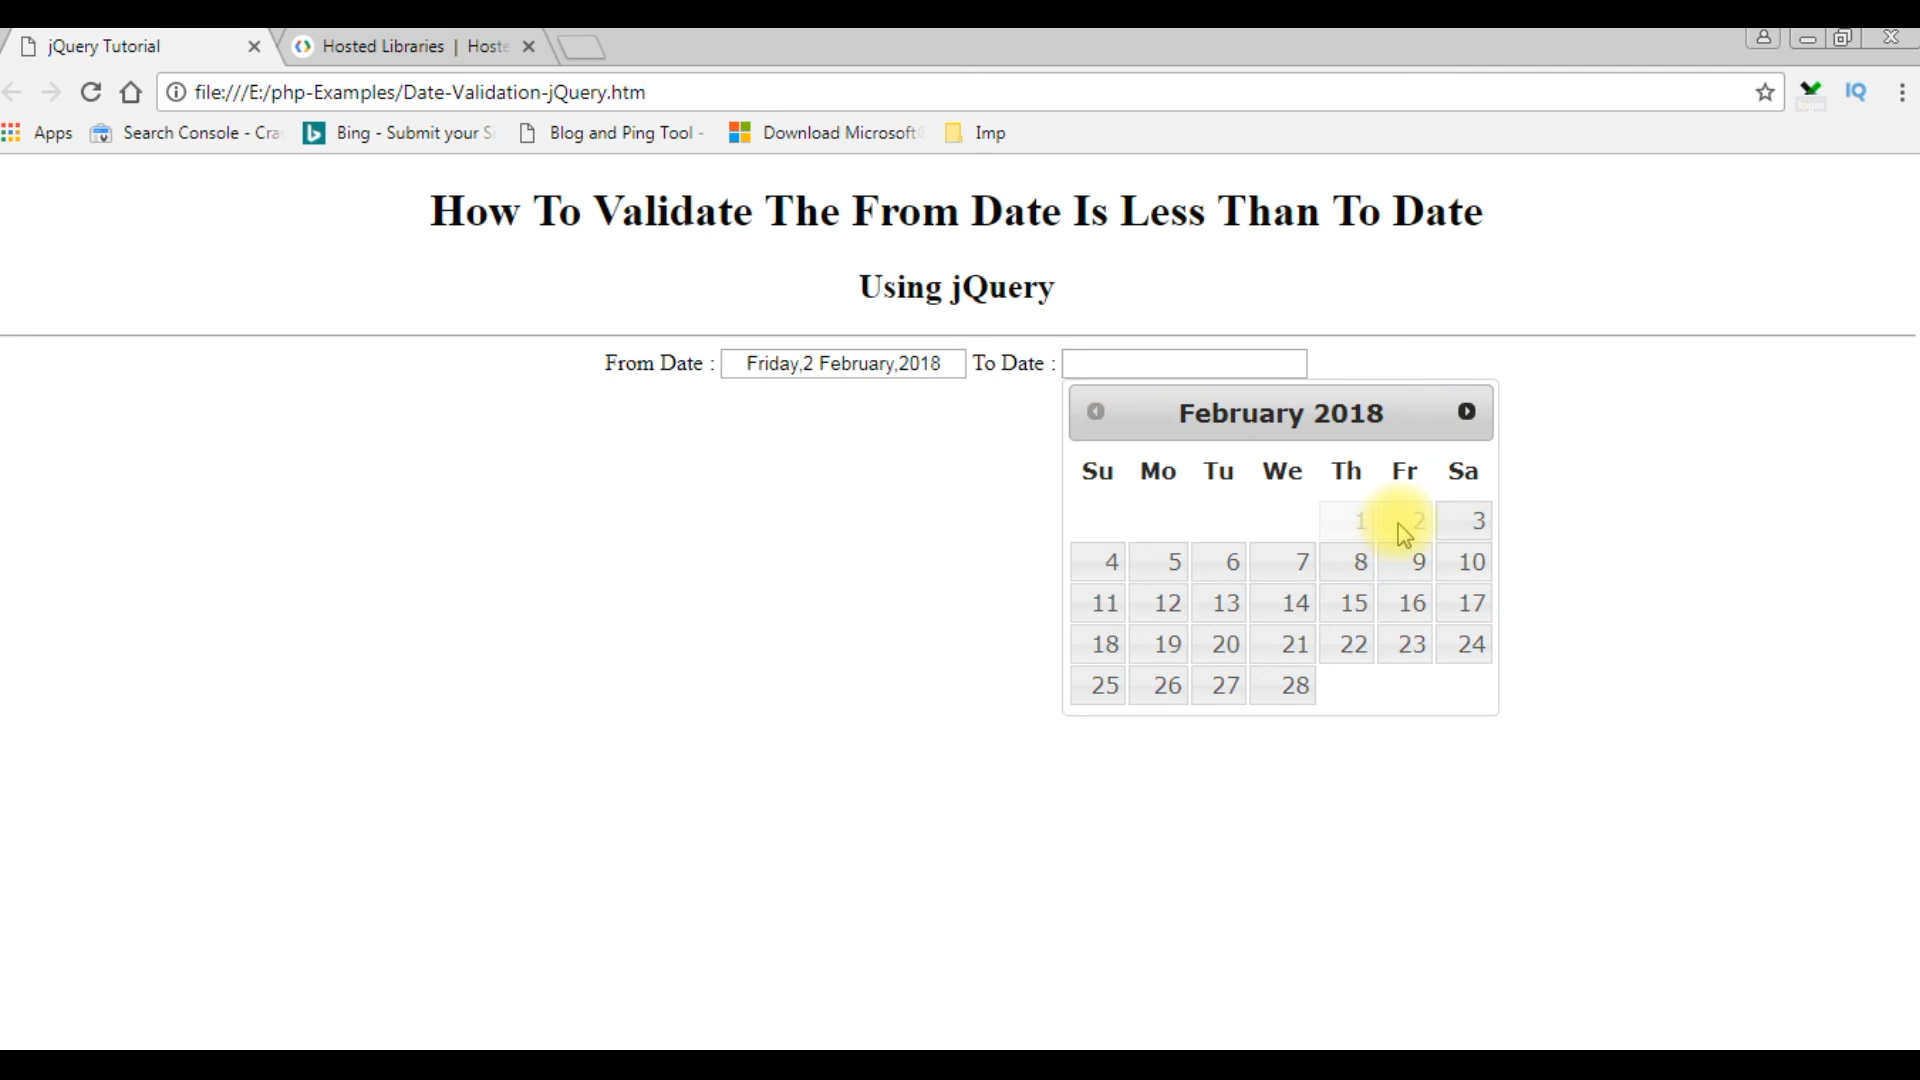 jQuery Tutorial
Hosted Libraries | Hoste
file:///E:/php-Examples/Date-Validation-jQuery.htm
login
IQ
Apps
Search Console - Cra
Bing - Submit your S
Blog and Ping Tool -
Download Microsoft
Imp
How To Validate The From Date Is Less Than To Date
Using jQuery
From Date : Friday,2 February,2018 To Date :
February 2018
Su Mo Tu We Th Fr Sa
1 2 3
4 5 6 7 8 9 10
11 12 13 14 15 16 17
18 19 20 21 22 23 24
25 26 27 28